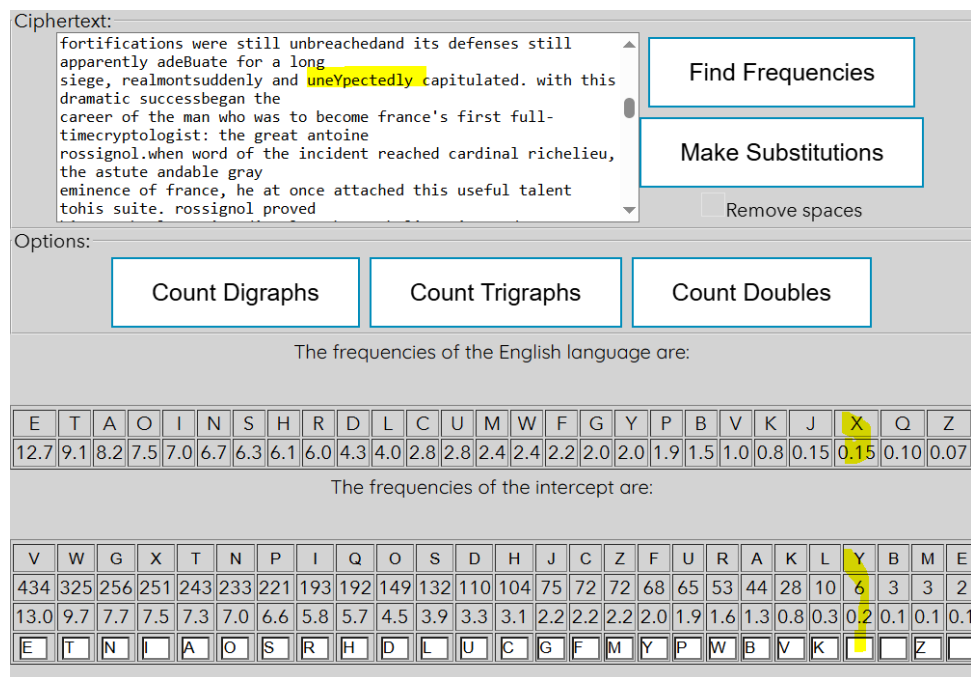 Ciphertext:
fortifications were still unbreachedand its defenses still
apparently adeBuate for a long
siege, realmontsuddenly and uneYpectedly capitulated. with this
dramatic successbegan the
career of the man who was to become france's first full-
timecryptologist: the great antoine
rossignol.when word of the incident reached cardinal richelieu,
the astute andable gray
eminence of france, he at once attached this useful talent
tohis suite. rossignol proved
Find Frequencies
Make Substitutions
Remove spaces
Options:
Count Digraphs
Count Trigraphs
Count Doubles
The frequencies of the English language are:
E T A O I N S H R D L C U M W F G Y P B V K J X Q Z
12.7 9.1 8.2 7.5 7.0 6.7 6.3 6.1 6.0 4.3 4.0 2.8 2.8 2.4 2.4 2.2 2.0 2.0 1.9 1.5 1.0 0.8 0.15 0.15 0.10 0.07
The frequencies of the intercept are:
V W G X T N P I Q O S D H J C Z F U R A K L Y B M E
434 325 256 251 243 233 221 193 192 149 132 110 104 75 72 72 68 65 53 44 28 10 6 3 3 2
13.0 9.7 7.7 7.5 7.3 7.0 6.6 5.8 5.7 4.5 3.9 3.3 3.1 2.2 2.2 2.2 2.0 1.9 1.6 1.3 0.8 0.3 0.2 0.1 0.1 0.1
E T N I A O S R H D L U C G F M Y P W B V K Z